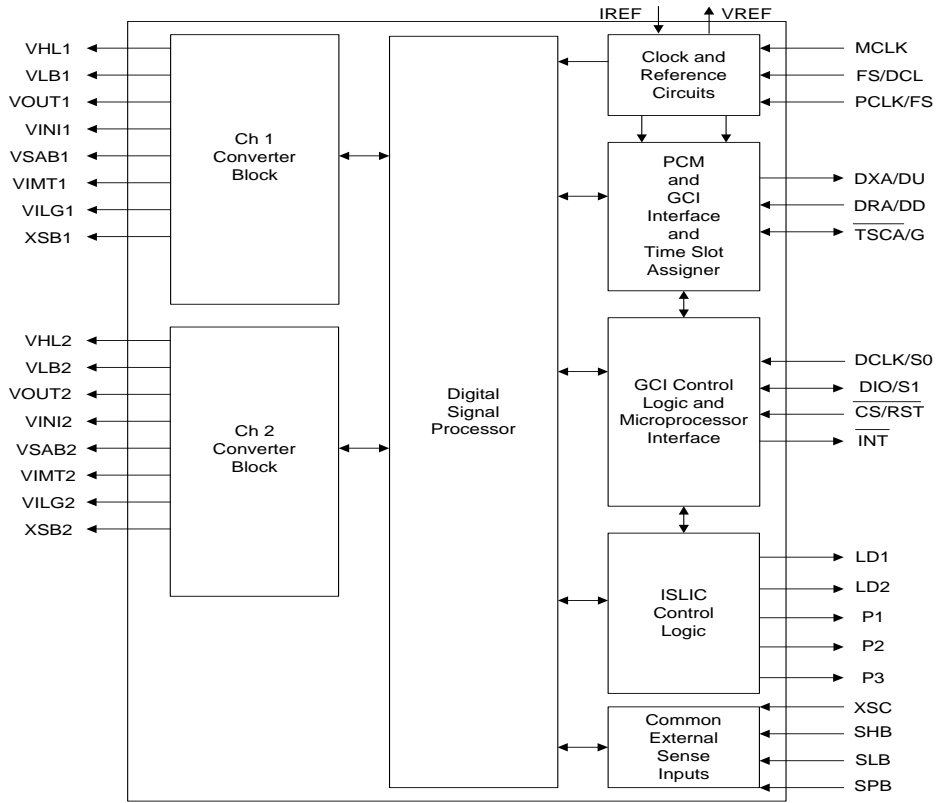 IREF
VREF
VHL1
VLB1
VOUT1
VINI1
VSAB1
VIMT1
VILG1
XSB1
Ch 1
Converter
Block
VHL2
VLB2
VOUT2
VINI2
VSAB2
VIMT2
VILG2
XSB2
Ch 2
Converter
Block
Digital
Signal
Processor
Clock and
Reference
Circuits
MCLK
FS/DCL
PCLK/FS
PCM
and
GCI
Interface
and
Time Slot
Assigner
DXA/DU
DRA/DD
TSCA/G
GCI Control
Logic and
Microprocessor
Interface
DCLK/S0
DIO/S1
CS/RST
INT
ISLIC
Control
Logic
LD1
LD2
P1
P2
P3
Common
External
Sense
Inputs
XSC
SHB
SLB
SPB